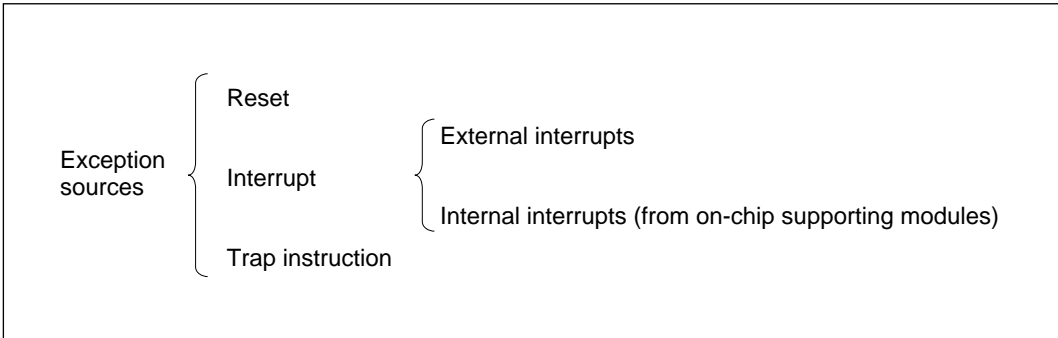 Exception
sources
Reset
Interrupt
Trap instruction
External interrupts
Internal interrupts (from on-chip supporting modules)